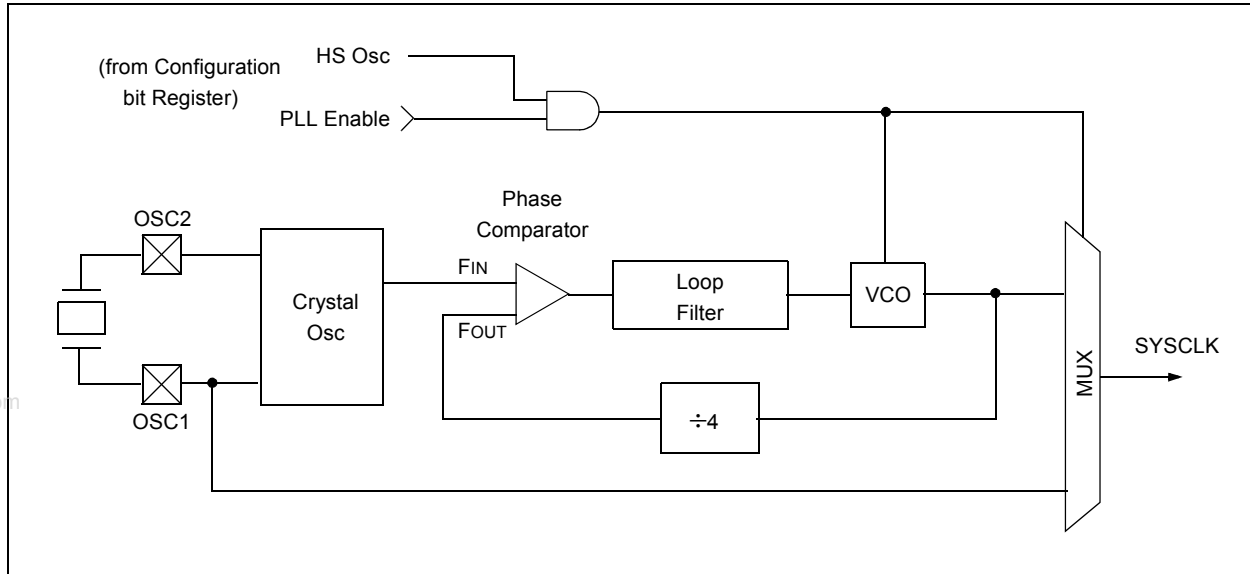 (from Configuration
bit Register)
HS Osc
PLL Enable
Phase
Comparator
OSC2
Crystal
Osc
FIN
FOUT
Loop
Filter
VCO
MUX
SYSCLK
OSC1
÷4
om